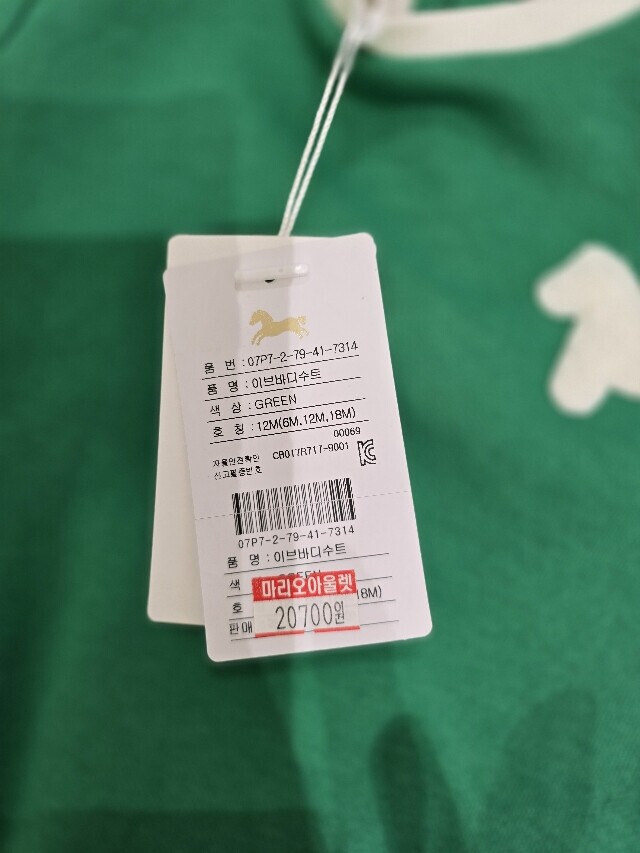 품 번 : 07P7-2-79-41-7314
품 명 : 이브바디수트
색 상 : GREEN
호 칭 : 12M(6M,12M,18M)
00069
자율안전확인 CB017R717-9001
신고필증번호
07P7-2-79-41-7314
품 명 : 이브바디수트
색
마리오아울렛
호 18M)
판매 20700원